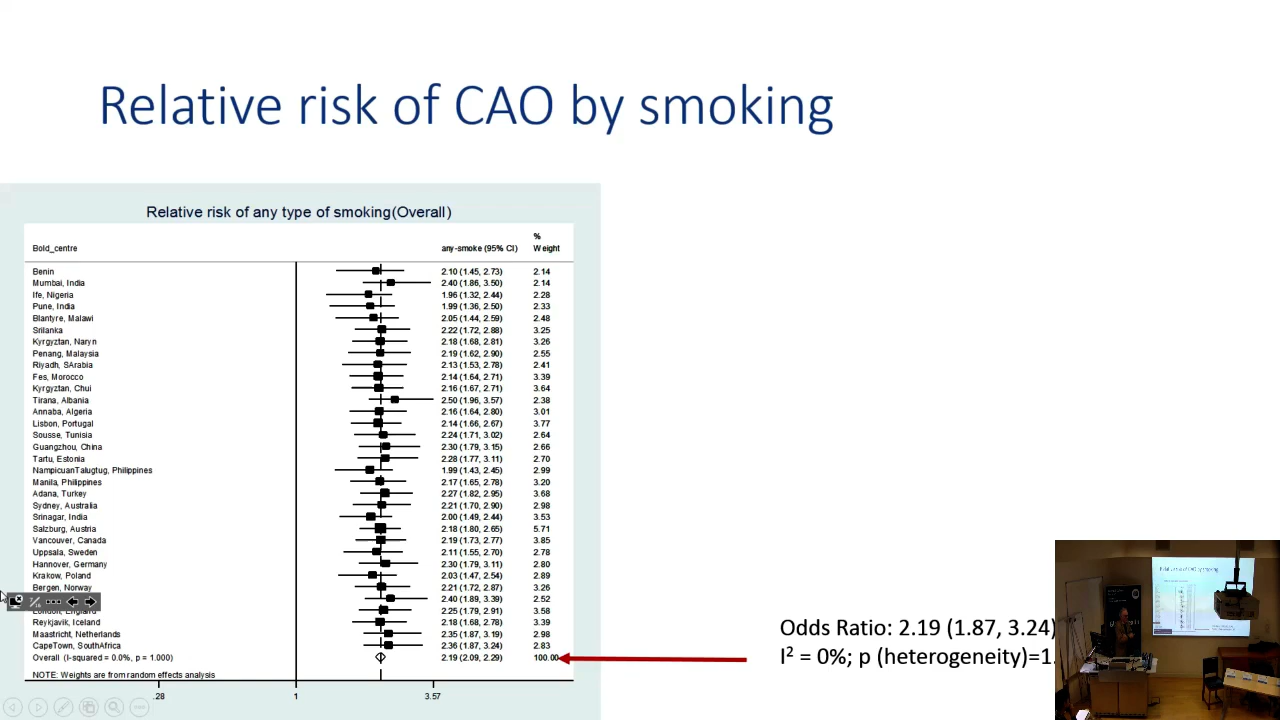 Relative risk of CAO by smoking
Relative risk of any type of smoking(Overall)
%
Bold_centre any-smoke (95% CI) Weight
Benin 2.10 (1.45, 2.73) 2.14
Mumbai, India 2.40 (1.86, 3.50) 2.14
Ife, Nigeria 1.96 (1.32, 2.44) 2.28
Pune, India 1.99 (1.36, 2.50) 2.33
Blantyre, Malawi 2.05 (1.44, 2.59) 2.48
Srilanka 2.22 (1.72, 2.88) 3.25
Kyrgyztan, Naryn 2.18 (1.68, 2.81) 3.26
Penang, Malaysia 2.19 (1.62, 2.90) 2.55
Riyadh, SArabia 2.13 (1.53, 2.78) 2.41
Fes, Morocco 2.14 (1.64, 2.71) 3.39
Kyrgyztan, Chui 2.16 (1.67, 2.71) 3.64
Tirana, Albania 2.50 (1.96, 3.57) 2.38
Annaba, Algeria 2.16 (1.64, 2.80) 3.01
Lisbon, Portugal 2.14 (1.66, 2.67) 3.77
Sousse, Tunisia 2.24 (1.71, 3.02) 2.64
Guangzhou, China 2.30 (1.79, 3.15) 2.66
Tartu, Estonia 2.28 (1.77, 3.11) 2.70
NampicuanTalugtug, Philippines 1.99 (1.43, 2.45) 2.99
Manila, Philippines 2.17 (1.65, 2.78) 3.20
Adana, Turkey 2.27 (1.82, 2.95) 3.68
Sydney, Australia 2.21 (1.70, 2.90) 2.98
Srinagar, India 2.00 (1.49, 2.44) 3.53
Salzburg, Austria 2.18 (1.80, 2.65) 5.71
Vancouver, Canada 2.19 (1.73, 2.77) 3.85
Uppsala, Sweden 2.11 (1.55, 2.70) 2.78
Hannover, Germany 2.30 (1.79, 3.11) 2.80
Krakow, Poland 2.03 (1.47, 2.54) 2.89
Bergen, Norway 2.21 (1.72, 2.87) 3.26
2.40 (1.89, 3.39) 2.52
London, England 2.25 (1.79, 2.91) 3.58
Reykjavik, Iceland 2.18 (1.68, 2.78) 3.39
Maastricht, Netherlands 2.35 (1.87, 3.19) 2.98
CapeTown, SouthAfrica 2.36 (1.87, 3.24) 2.83
Overall (I-squared = 0.0%, p = 1.000) 2.19 (2.09, 2.29) 100.00
NOTE: Weights are from random effects analysis
.28 1 3.57
Odds Ratio: 2.19 (1.87, 3.24)
I² = 0%; p (heterogeneity)=1.
Relative risk of CAO by smoking